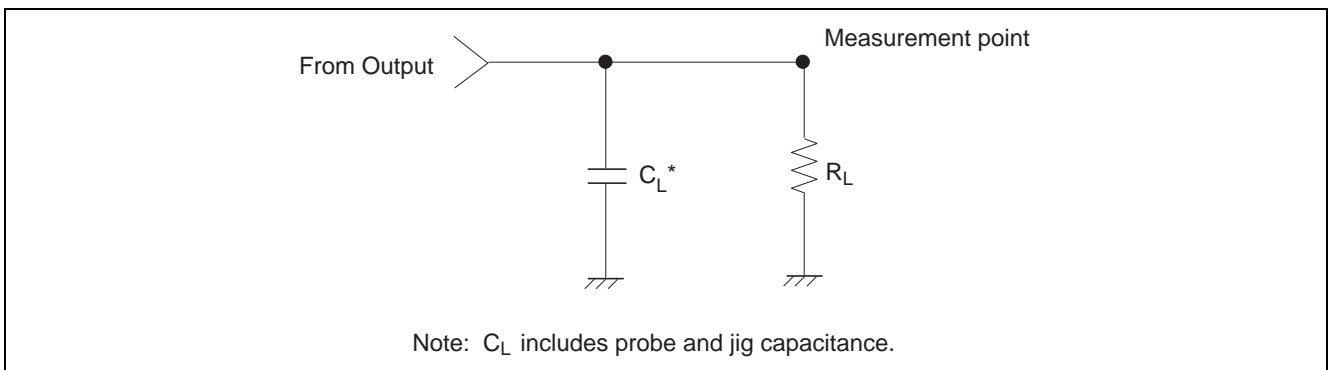 Measurement point
From Output
C_L*
R_L
Note: C_L includes probe and jig capacitance.